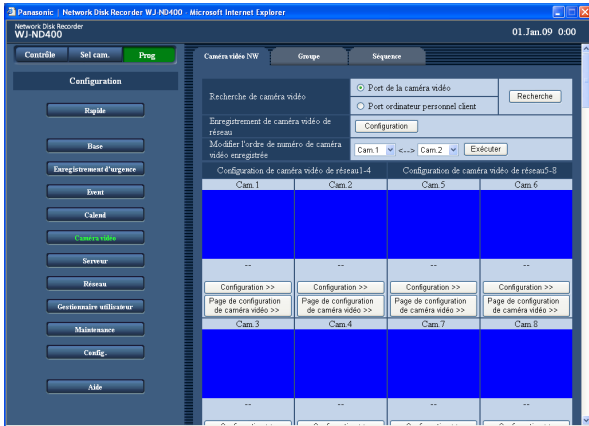 Panasonic | Network Disk Recorder WJ-ND400 - Microsoft Internet Explorer
Network Disk Recorder
WJ-ND400
01.Jan.09 0:00
Contrôle
Sel cam.
Prog
Configuration
Rapide
Base
Enregistrement d'urgence
Event
Calend
Caméra vidéo
Serveur
Réseau
Gestionnaire utilisateur
Maintenance
Config.
Aide
Caméra vidéo NW
Groupe
Séquence
Recherche de caméra vidéo
Port de la caméra vidéo
Port ordinateur personnel client
Recherche
Enregistrement de caméra vidéo de
réseau
Configuration
Modifier l'ordre de numéro de caméra
vidéo enregistrée
Cam.1 <--> Cam.2 Exécuter
Configuration de caméra vidéo de réseau1-4
Configuration de caméra vidéo de réseau5-8
Cam.1 Cam.2 Cam.5 Cam.6
-- -- -- --
Configuration >> Configuration >> Configuration >> Configuration >>
Page de configuration Page de configuration Page de configuration Page de configuration
de caméra vidéo >> de caméra vidéo >> de caméra vidéo >> de caméra vidéo >>
Cam.3 Cam.4 Cam.7 Cam.8
-- -- -- --